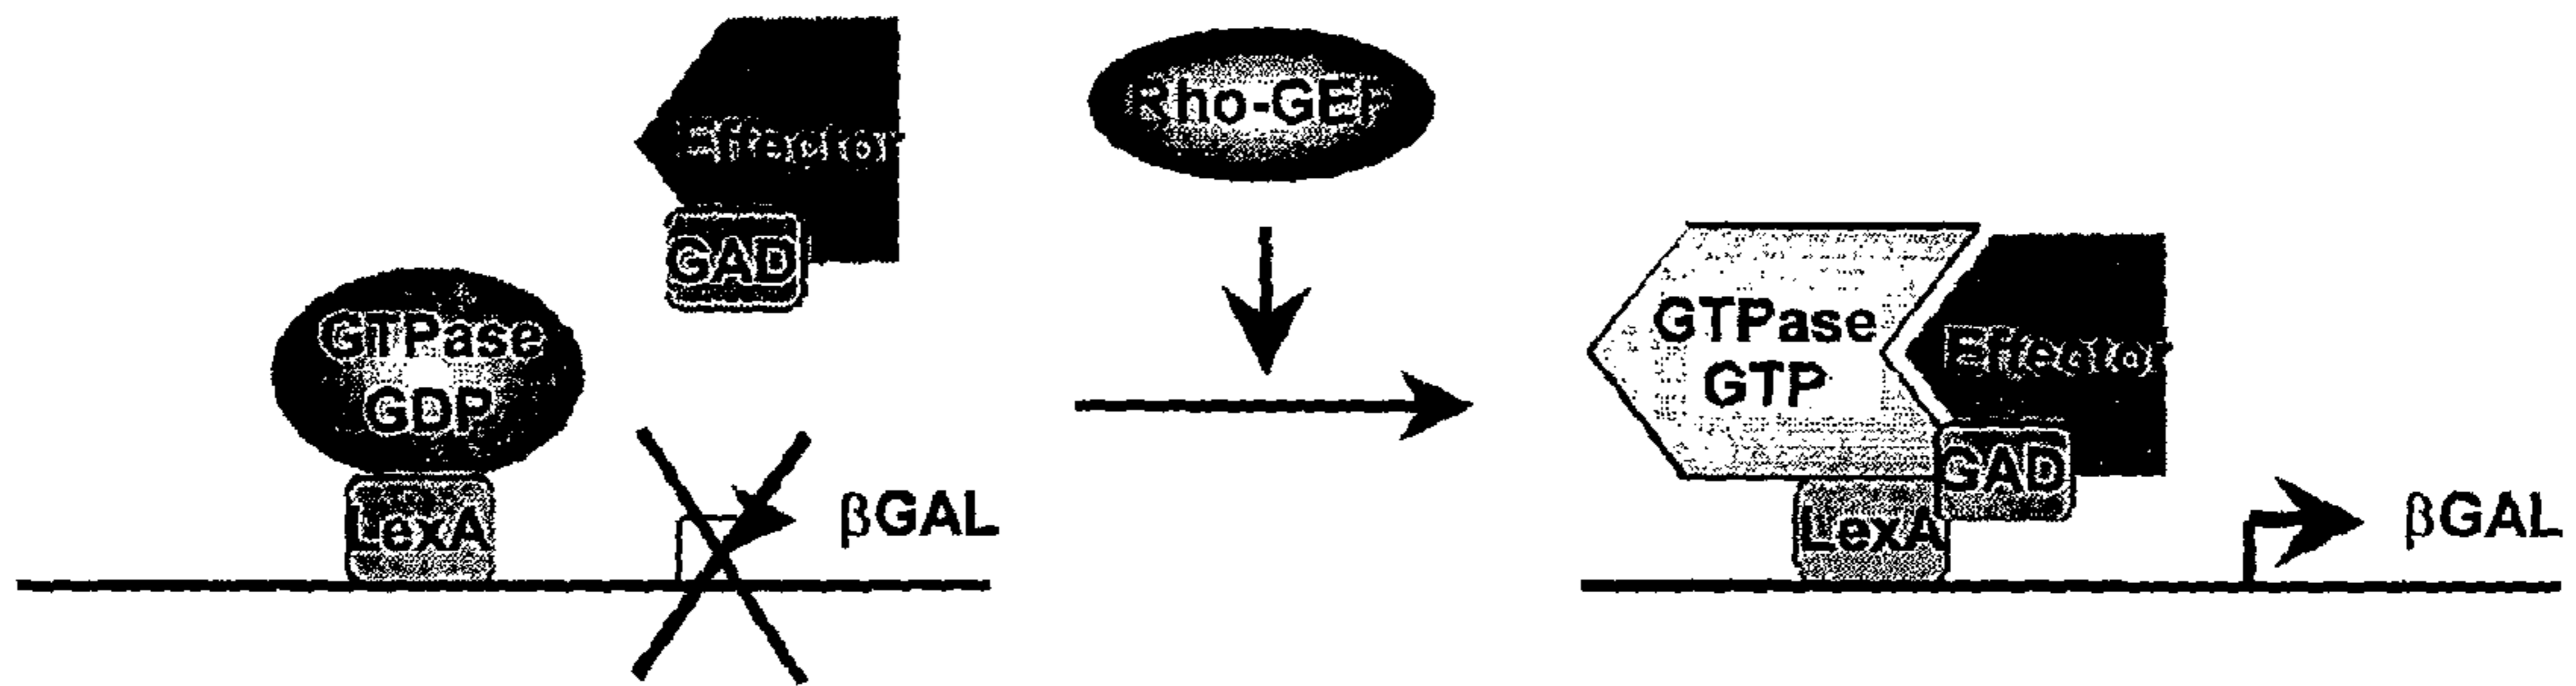 Effector
GAD
GTPase
GDP
LexA
βGAL
Rho-GEF
GTPase
GTP
Effector
GAD
LexA
βGAL